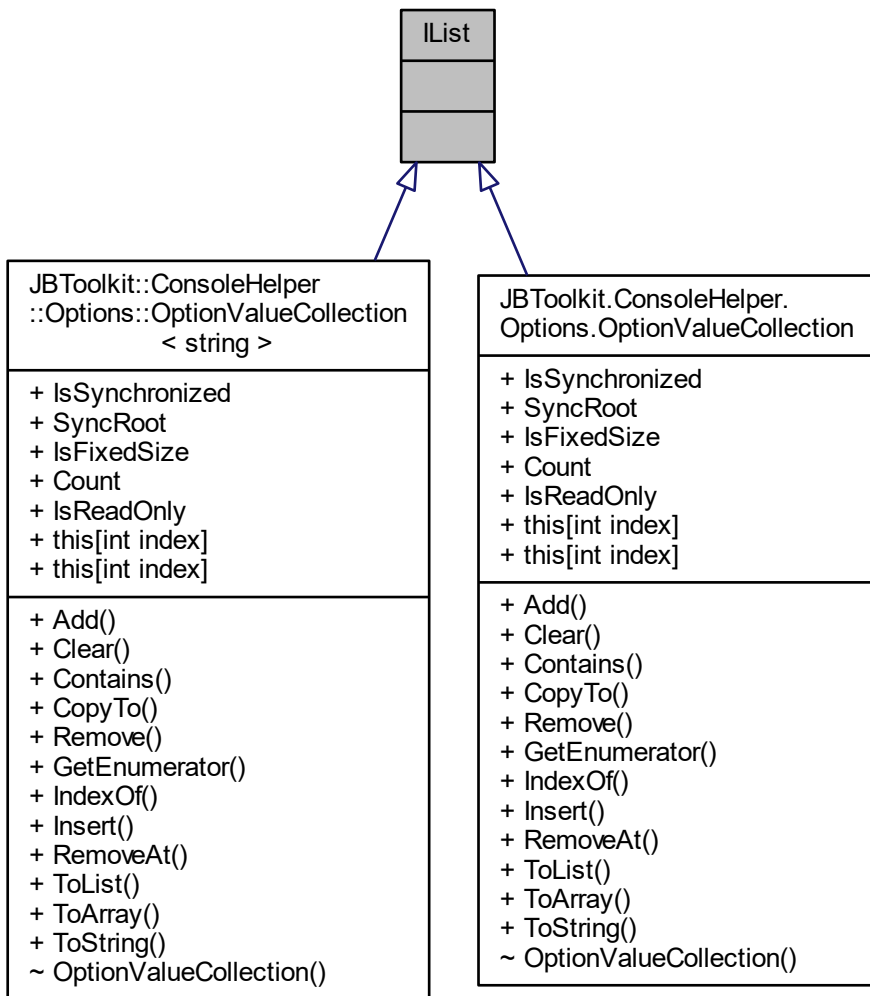 IList
JBToolkit::ConsoleHelper
::Options::OptionValueCollection
< string >
+ IsSynchronized
+ SyncRoot
+ IsFixedSize
+ Count
+ IsReadOnly
+ this[int index]
+ this[int index]
+ Add()
+ Clear()
+ Contains()
+ CopyTo()
+ Remove()
+ GetEnumerator()
+ IndexOf()
+ Insert()
+ RemoveAt()
+ ToList()
+ ToArray()
+ ToString()
~ OptionValueCollection()
JBToolkit.ConsoleHelper.
Options.OptionValueCollection
+ IsSynchronized
+ SyncRoot
+ IsFixedSize
+ Count
+ IsReadOnly
+ this[int index]
+ this[int index]
+ Add()
+ Clear()
+ Contains()
+ CopyTo()
+ Remove()
+ GetEnumerator()
+ IndexOf()
+ Insert()
+ RemoveAt()
+ ToList()
+ ToArray()
+ ToString()
~ OptionValueCollection()